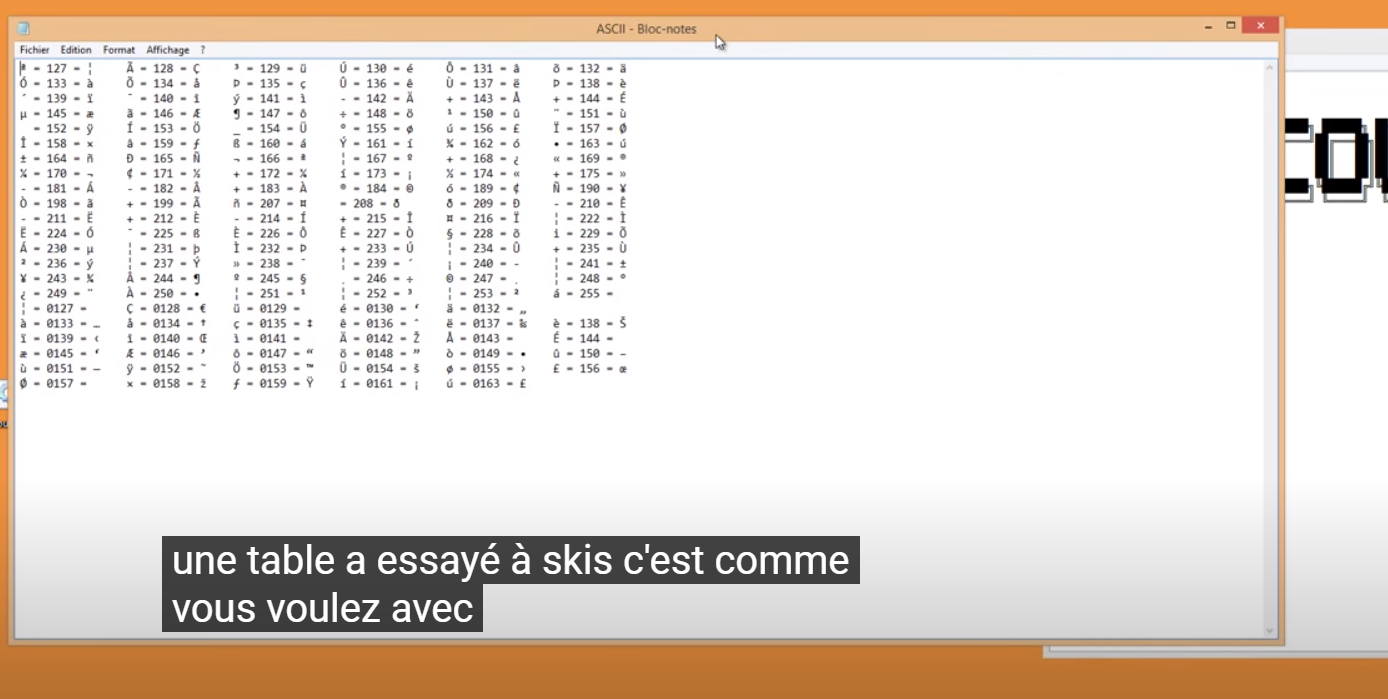 ASCII - Bloc-notes
Fichier Edition Format Affichage ?
ª = 127 = ¦ Ã = 128 = Ç ³ = 129 = ü Ú = 130 = é Ô = 131 = â õ = 132 = ä
Ó = 133 = à Õ = 134 = å Þ = 135 = ç Û = 136 = ê Ù = 137 = ë Þ = 138 = è
´ = 139 = ï ¯ = 140 = î ý = 141 = ì - = 142 = Ä + = 143 = Å + = 144 = É
µ = 145 = æ ã = 146 = Æ ¶ = 147 = ô ÷ = 148 = ö ¹ = 150 = û ¨ = 151 = ù
= 152 = ÿ Í = 153 = Ö _ = 154 = Ü º = 155 = ø ú = 156 = £ Ï = 157 = Ø
Î = 158 = × â = 159 = ƒ ß = 160 = á Ý = 161 = í ¾ = 162 = ó • = 163 = ú
± = 164 = ñ Ð = 165 = Ñ ¬ = 166 = ª ¦ = 167 = º + = 168 = ¿ « = 169 = ®
¼ = 170 = ¬ ¢ = 171 = ½ + = 172 = ¼ í = 173 = ¡ ½ = 174 = « + = 175 = »
- = 181 = Á - = 182 = Â + = 183 = À ® = 184 = © ó = 189 = ¢ Ñ = 190 = ¥
Ò = 198 = ã + = 199 = Ã ñ = 207 = ¤ = 208 = ð ð = 209 = Ð - = 210 = Ê
- = 211 = Ë + = 212 = È - = 214 = Í + = 215 = Î ¤ = 216 = Ï ¦ = 222 = Ì
Ë = 224 = Ó ¯ = 225 = ß È = 226 = Ô Ê = 227 = Ò § = 228 = õ i = 229 = Õ
Á = 230 = µ ¦ = 231 = þ Ì = 232 = Þ + = 233 = Ú ¦ = 234 = Û + = 235 = Ù
² = 236 = ý ¦ = 237 = Ý » = 238 = ¯ ¦ = 239 = ´ ¡ = 240 = - ¦ = 241 = ±
¥ = 243 = ¾ Â = 244 = ¶ º = 245 = § . = 246 = ÷ © = 247 = ¸ ¦ = 248 = °
¿ = 249 = ¨ À = 250 = • ¦ = 251 = ¹ ¦ = 252 = ³ ¦ = 253 = ² á = 255 =
¦ = 0127 = Ç = 0128 = € ü = 0129 = é = 0130 = ‘ ä = 0132 = „
à = 0133 = … å = 0134 = † ç = 0135 = ‡ ê = 0136 = ˆ ë = 0137 = ‰ è = 138 = Š
ï = 0139 = ‹ î = 0140 = Œ ì = 0141 = Ä = 0142 = Ž Å = 0143 = É = 144 =
æ = 0145 = ‘ Æ = 0146 = ’ ô = 0147 = “ ö = 0148 = ” ò = 0149 = • û = 150 = –
ù = 0151 = — ÿ = 0152 = ˜ Ö = 0153 = ™ Ü = 0154 = š ø = 0155 = › £ = 156 = œ
Ø = 0157 = × = 0158 = ž ƒ = 0159 = Ÿ í = 0161 = ¡ ú = 0163 = £
une table a essayé à skis c'est comme
vous voulez avec